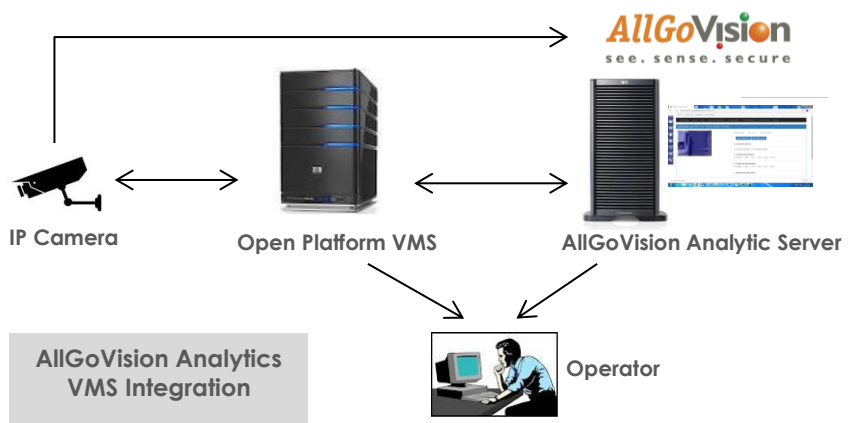 AllGoVision
see. sense. secure
IP Camera
Open Platform VMS
AllGoVision Analytic Server
AllGoVision Analytics
VMS Integration
Operator